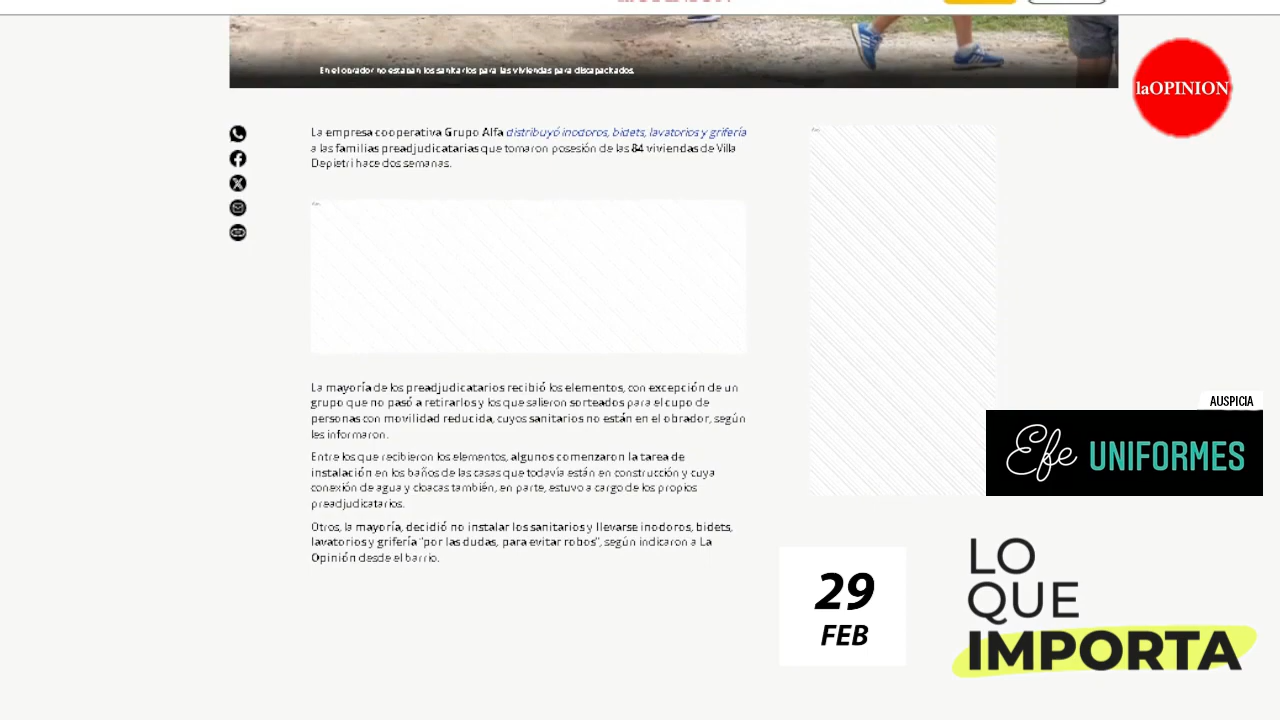 En el obrador no estaban los sanitarios para las viviendas para discapacitados.
laOPINION
La empresa cooperativa Grupo Alfa distribuyó inodoros, bidets, lavatorios y grifería
a las familias preadjudicatarias que tomaron posesión de las 84 viviendas de Villa
Depietri hace dos semanas.
La mayoría de los preadjudicatarios recibió los elementos, con excepción de un
grupo que no pasó a retirarlos y los que salieron sorteados para el cupo de
personas con movilidad reducida, cuyos sanitarios no están en el obrador, según
les informaron.
Entre los que recibieron los elementos, algunos comenzaron la tarea de
instalación en los baños de las casas que todavía están en construcción y cuya
conexión de agua y cloacas también, en parte, estuvo a cargo de los propios
preadjudicatarios.
Otros, la mayoría, decidió no instalar los sanitarios y llevarse inodoros, bidets,
lavatorios y grifería "por las dudas, para evitar robos", según indicaron a La
Opinión desde el barrio.
AUSPICIA
Efe UNIFORMES
29
FEB
LO
QUE
IMPORTA